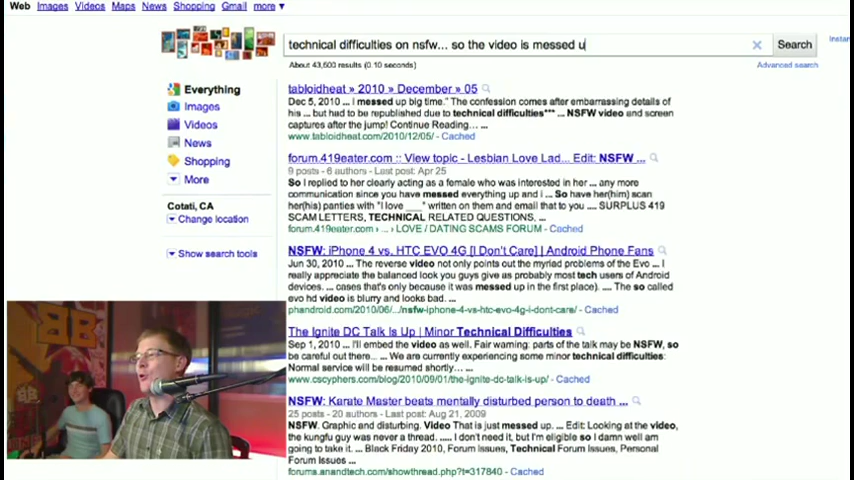 Web Images Videos Maps News Shopping Gmail more ▼
technical difficulties on nsfw... so the video is messed u
Search
Instan
About 43,600 results (0.10 seconds)
Advanced search
Everything
Images
Videos
News
Shopping
More
Cotati, CA
Change location
Show search tools
tabloidheat » 2010 » December » 05
Dec 5, 2010 ... I messed up big time." The confession comes after embarrassing details of
his ... but had to be republished due to technical difficulties*** ... NSFW video and screen
captures after the jump! Continue Reading... ...
www.tabloidheat.com/2010/12/05/ - Cached
forum.419eater.com :: View topic - Lesbian Love Lad... Edit: NSFW ...
9 posts - 6 authors - Last post: Apr 25
So I replied to her clearly acting as a female who was interested in her ... any more
communication since you have messed everything up and i ... So have her(him) scan
her(his) panties with "I love ___" written on them and email that to you .... SURPLUS 419
SCAM LETTERS, TECHNICAL RELATED QUESTIONS, ...
forum.419eater.com › ... › LOVE / DATING SCAMS FORUM - Cached
NSFW: iPhone 4 vs. HTC EVO 4G [I Don't Care] | Android Phone Fans
Jun 30, 2010 ... The reverse video not only points out the myriad problems of the Evo ... I
really appreciate the balanced look you guys give as probably most tech users of Android
devices. ... cases that's only because it was messed up in the first place). .... The so called
evo hd video is blurry and looks bad. ...
phandroid.com/2010/06/.../nsfw-iphone-4-vs-htc-evo-4g-i-dont-care/ - Cached
The Ignite DC Talk Is Up | Minor Technical Difficulties
Sep 1, 2010 ... I'll embed the video as well. Fair warning: parts of the talk may be NSFW, so
be careful out there... ... We are currently experiencing some minor technical difficulties:
Normal service will be resumed shortly... ...
www.cscyphers.com/blog/2010/09/01/the-ignite-dc-talk-is-up/ - Cached
NSFW: Karate Master beats mentally disturbed person to death ...
25 posts - 20 authors - Last post: Aug 21, 2009
NSFW. Graphic and disturbing. Video That is just messed up. ... Edit: Looking at the video,
the kungfu guy was never a thread. ..... I don't need it, but I'm eligible so I damn well am
going to take it. ... Black Friday 2010, Forum Issues, Technical Forum Issues, Personal
Forum Issues ...
forums.anandtech.com/showthread.php?t=317840 - Cached